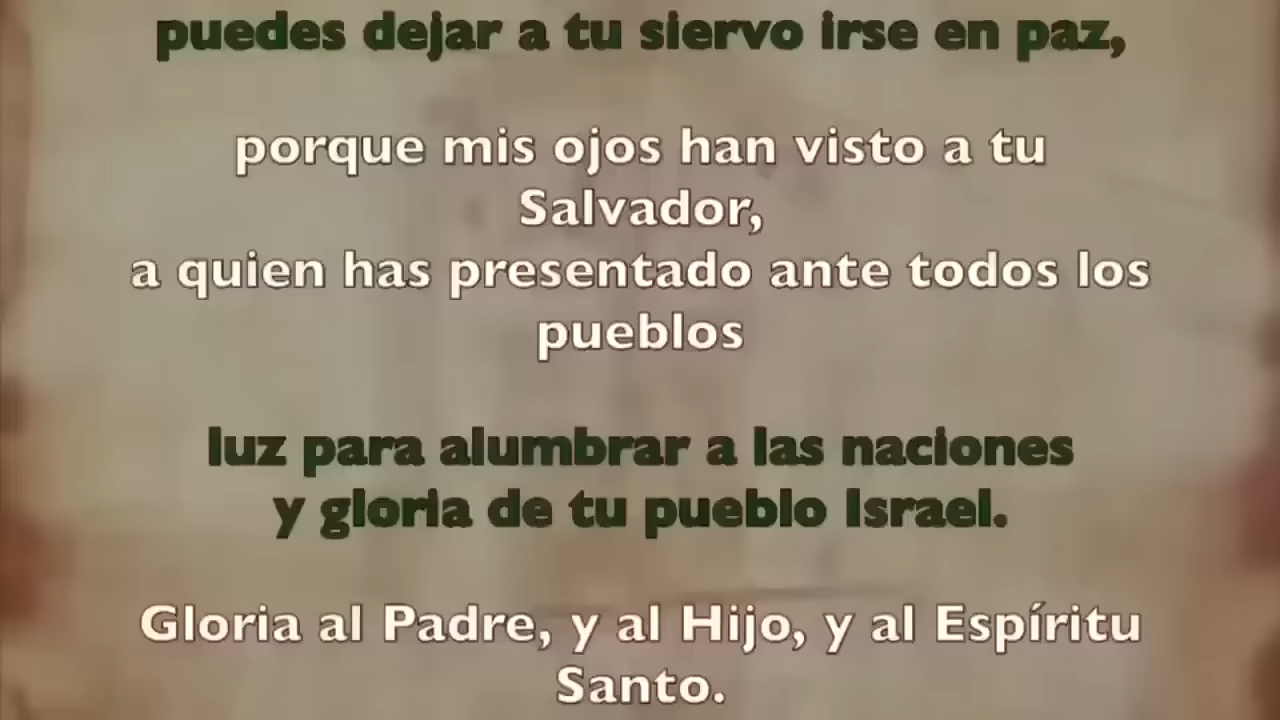 puedes dejar a tu siervo irse en paz,
porque mis ojos han visto a tu
Salvador,
a quien has presentado ante todos los
pueblos
luz para alumbrar a las naciones
y gloria de tu pueblo Israel.
Gloria al Padre, y al Hijo, y al Espíritu
Santo.